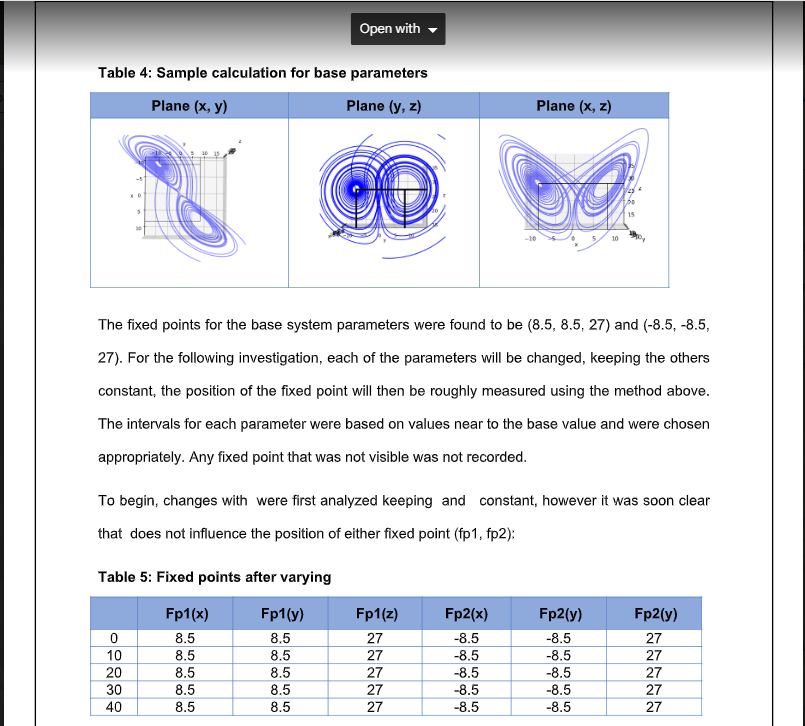 Open with
Table 4: Sample calculation for base parameters
Plane (x, y) Plane (y, z) Plane (x, z)
The fixed points for the base system parameters were found to be (8.5, 8.5, 27) and (-8.5, -8.5,
27). For the following investigation, each of the parameters will be changed, keeping the others
constant, the position of the fixed point will then be roughly measured using the method above.
The intervals for each parameter were based on values near to the base value and were chosen
appropriately. Any fixed point that was not visible was not recorded.
To begin, changes with were first analyzed keeping and constant, however it was soon clear
that does not influence the position of either fixed point (fp1, fp2):
Table 5: Fixed points after varying
Fp1(x) Fp1(y) Fp1(z) Fp2(x) Fp2(y) Fp2(y)
0 8.5 8.5 27 -8.5 -8.5 27
10 8.5 8.5 27 -8.5 -8.5 27
20 8.5 8.5 27 -8.5 -8.5 27
30 8.5 8.5 27 -8.5 -8.5 27
40 8.5 8.5 27 -8.5 -8.5 27